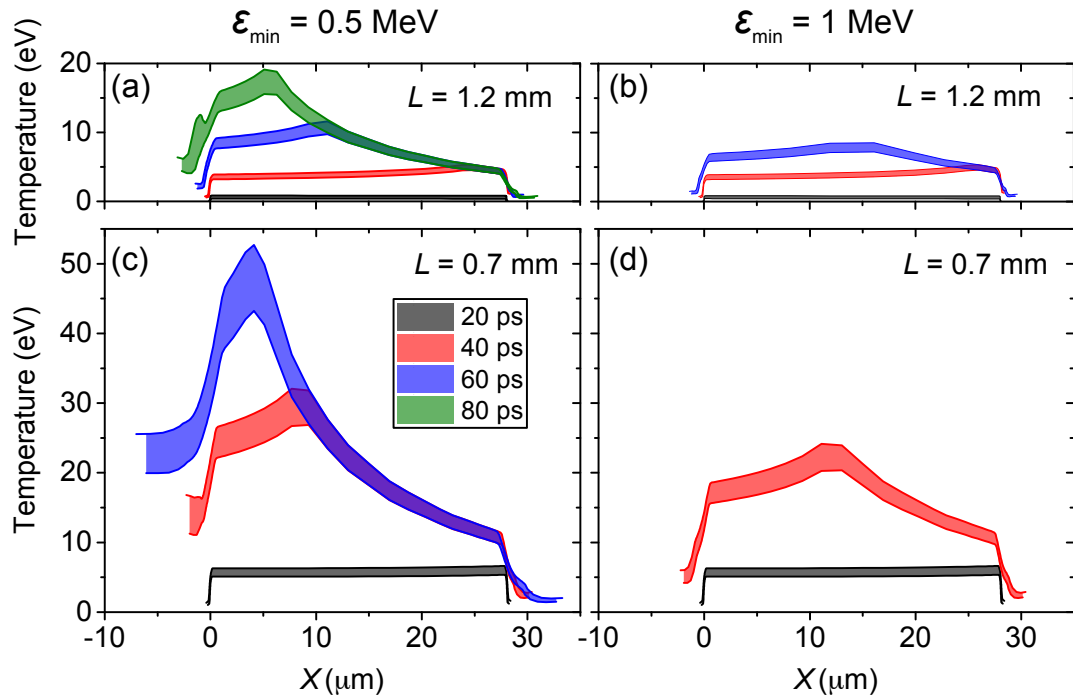 ε_min = 0.5 MeV
ε_min = 1 MeV
Temperature (eV)
20
10
0
(a)
L = 1.2 mm
(b)
L = 1.2 mm
Temperature (eV)
50
40
30
20
10
0
(c)
L = 0.7 mm
20 ps
40 ps
60 ps
80 ps
(d)
L = 0.7 mm
-10 0 10 20 30
-10 0 10 20 30
X (μm)
X (μm)